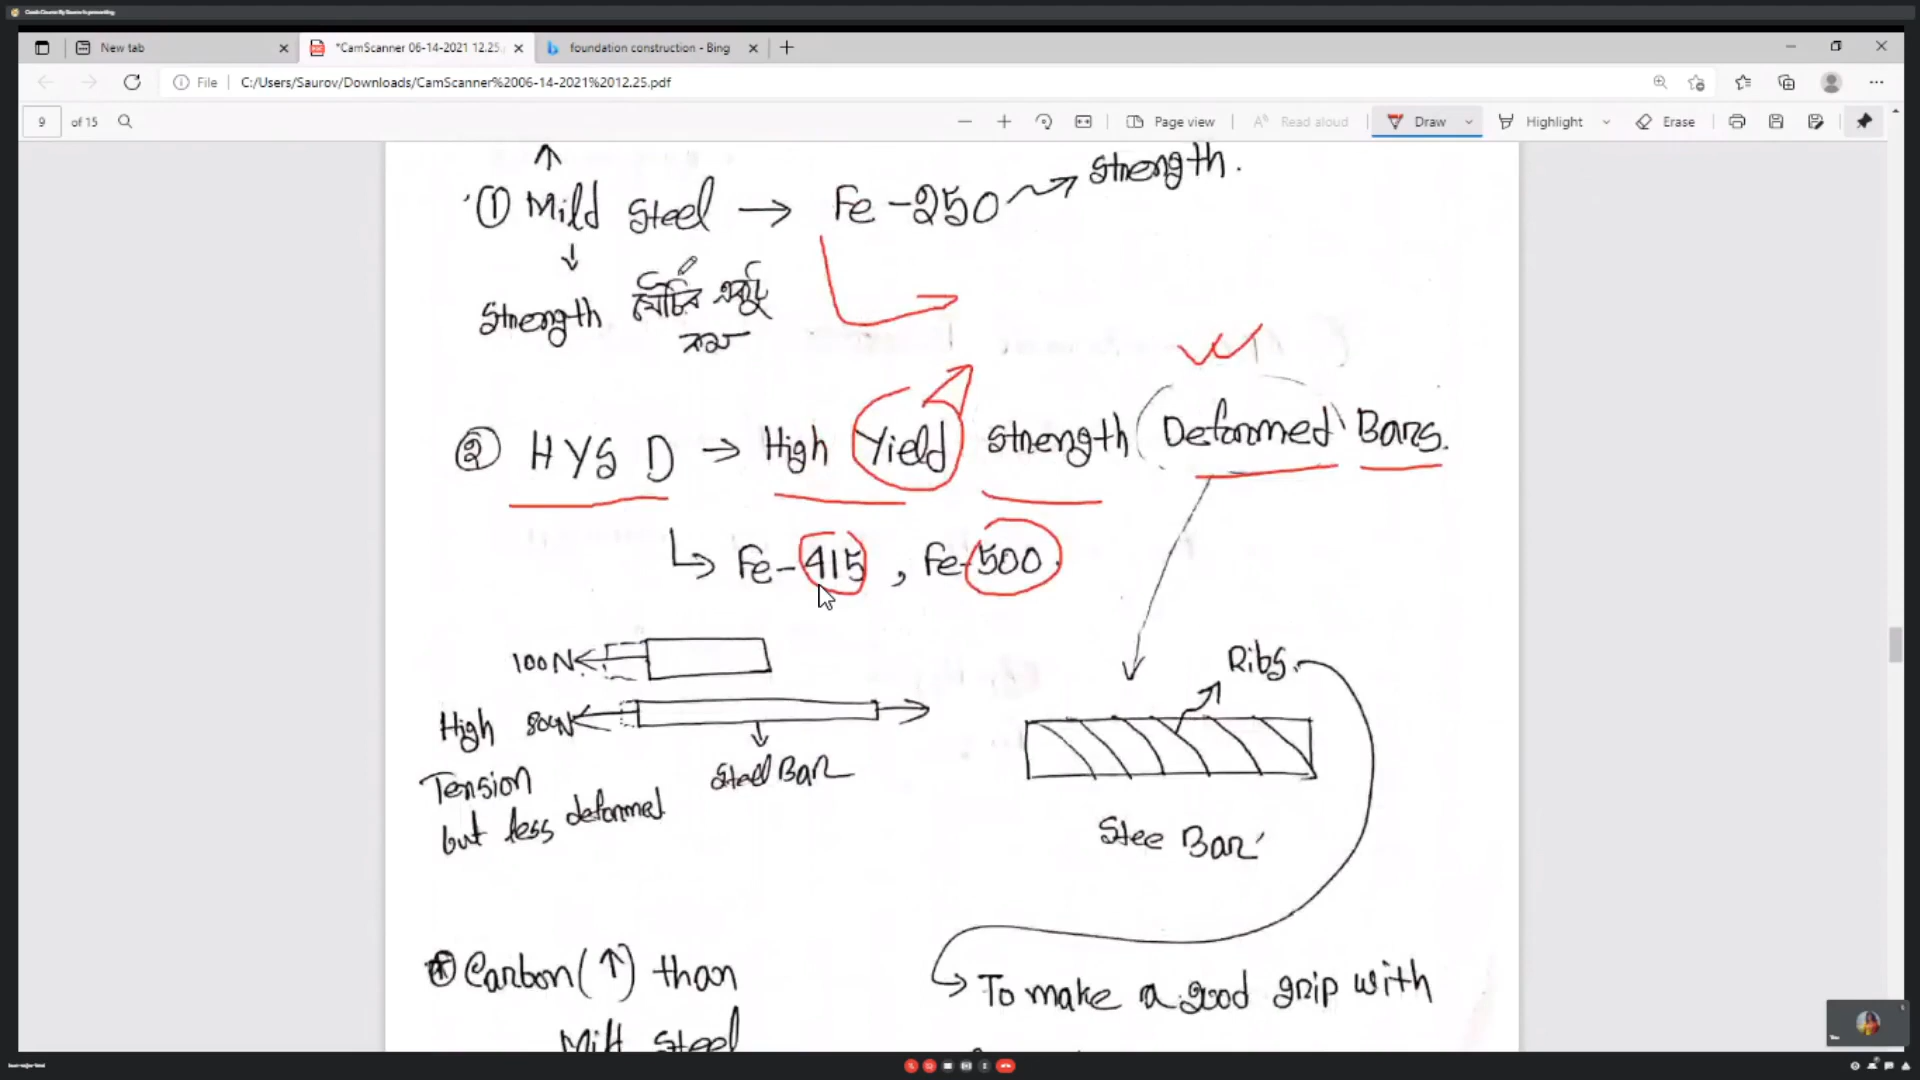 New tab
*CamScanner 06-14-2021 12.25.
foundation construction - Bing
File C:/Users/Saurov/Downloads/CamScanner%2006-14-2021%2012.25.pdf
9 of 15
Page view
Read aloud
Draw
Highlight
Erase
① Mild Steel → Fe-250 → strength.
Strength
② HYSD → High Yield strength (Deformed) Bars.
Fe-415, Fe-500.
100N
Ribs
High 80N
Steel Bar
Tension
but less deformed
Stee Bar
Carbon(↑) than
To make a good grip with